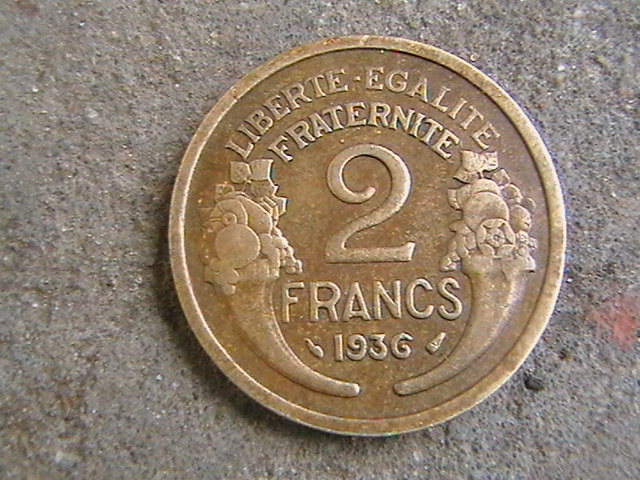 LIBERTE · EGALITE
FRATERNITE
2
FRANCS
1936